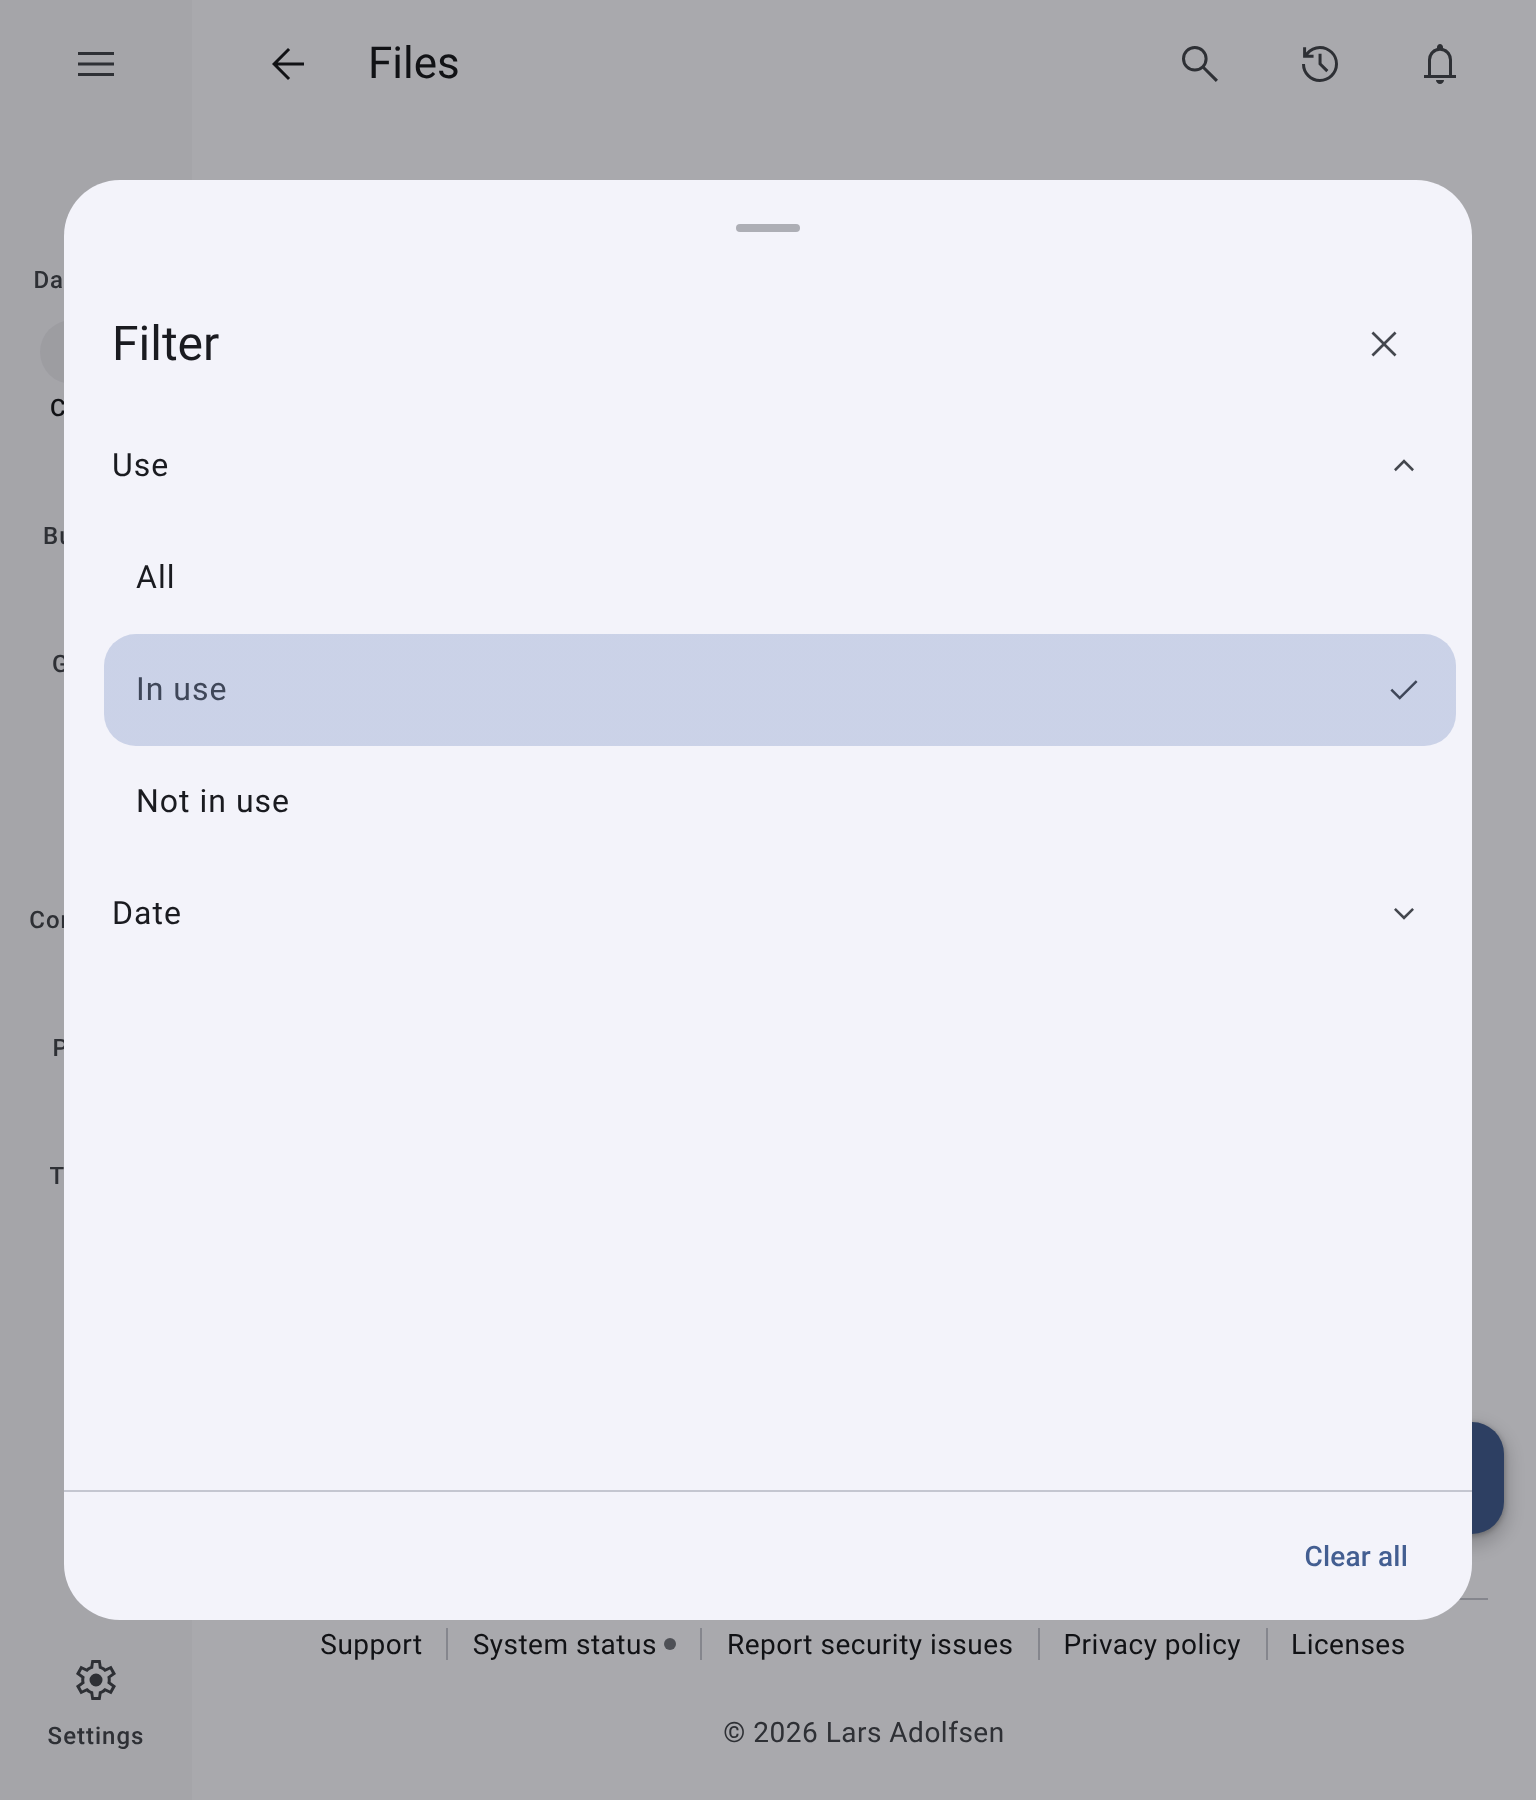 Files
Filter
Use
All
In use
Not in use
Date
Clear all
Support
System status
Report security issues
Privacy policy
Licenses
Settings
© 2026 Lars Adolfsen